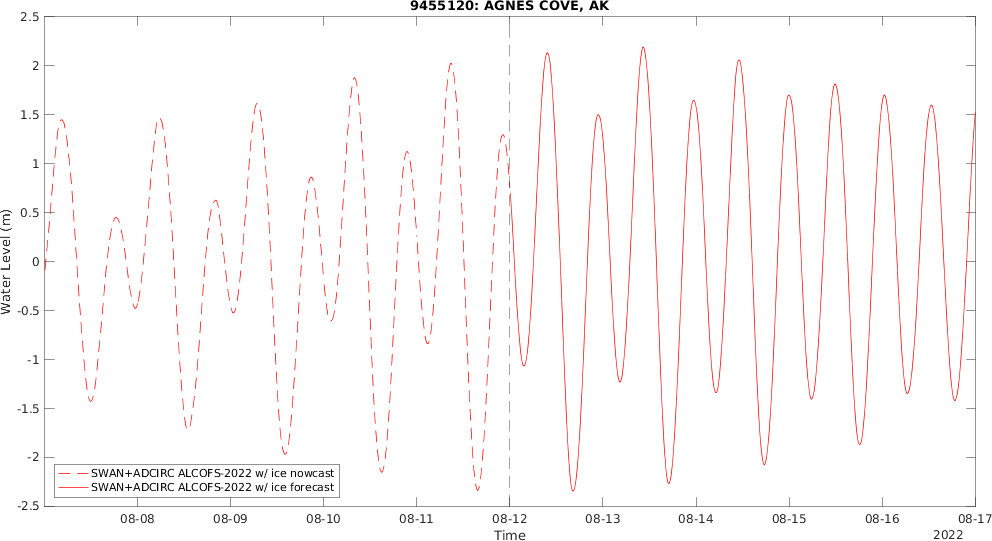 9455120: AGNES COVE, AK
2.5
2
1.5
1
0.5
0
-0.5
-1
-1.5
-2
-2.5
Water Level (m)
SWAN+ADCIRC ALCOFS-2022 w/ ice nowcast
SWAN+ADCIRC ALCOFS-2022 w/ ice forecast
08-08 08-09 08-10 08-11 08-12 08-13 08-14 08-15 08-16 08-17
Time
2022